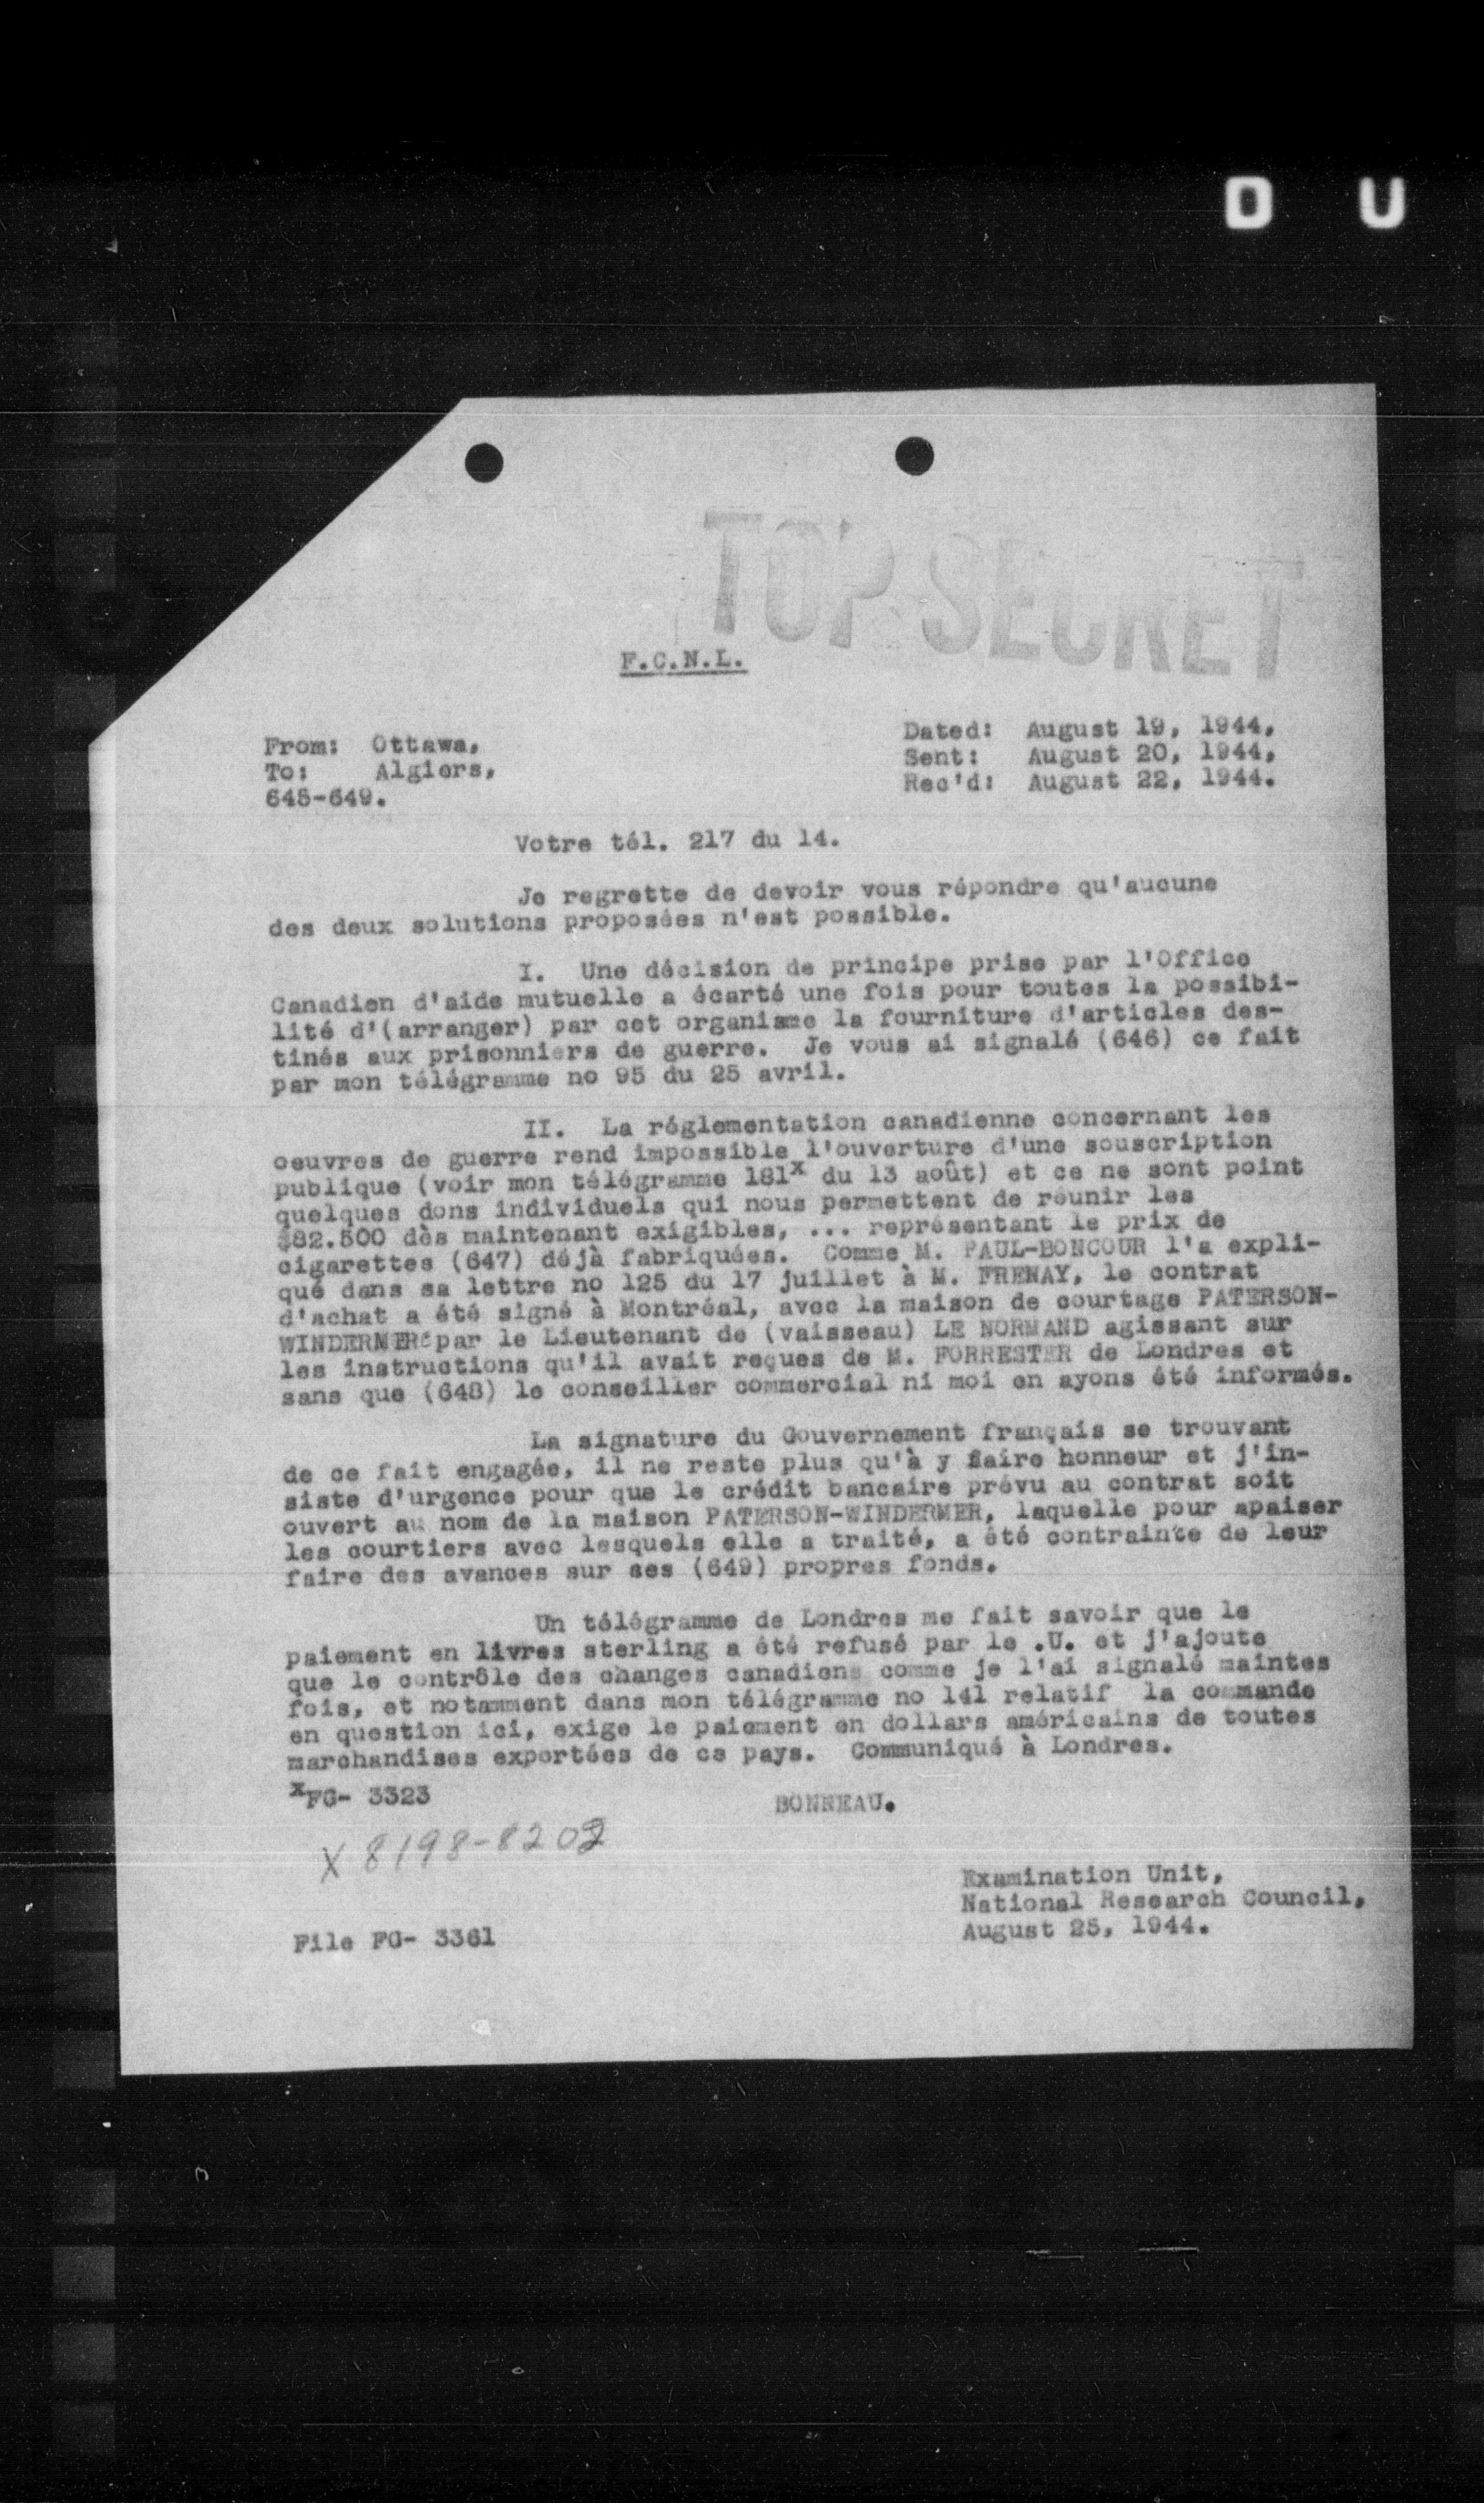 D U
TOP SECRET
F.C.N.L.
From: Ottawa,
To: Algiers,
645-649.
Dated: August 19, 1944,
Sent: August 20, 1944,
Rec'd: August 22, 1944.
Votre tél. 217 du 14.
Je regrette de devoir vous répondre qu'aucune
des deux solutions proposées n'est possible.
I. Une décision de principe prise par l'Office
Canadien d'aide mutuelle a écarté une fois pour toutes la possibi-
lité d'(arranger) par cet organisme la fourniture d'articles des-
tinés aux prisonniers de guerre. Je vous ai signalé (646) ce fait
par mon télégramme no 95 du 25 avril.
II. La réglementation canadienne concernant les
oeuvres de guerre rend impossible l'ouverture d'une souscription
publique (voir mon télégramme 181x du 13 août) et ce ne sont point
quelques dons individuels qui nous permettent de réunir les
$82.500 dès maintenant exigibles, ... représentant le prix de
cigarettes (647) déjà fabriquées. Comme M. PAUL-BONCOUR l'a expli-
qué dans sa lettre no 125 du 17 juillet à M. FRENAY, le contrat
d'achat a été signé à Montréal, avec la maison de courtage PATERSON-
WINDERMER par le Lieutenant de (vaisseau) LE NORMAND agissant sur
les instructions qu'il avait reçues de M. FORRESTER de Londres et
sans que (648) le conseiller commercial ni moi en ayons été informés.
La signature du Gouvernement français se trouvant
de ce fait engagée, il ne reste plus qu'à y faire honneur et j'in-
siste d'urgence pour que le crédit bancaire prévu au contrat soit
ouvert au nom de la maison PATERSON-WINDERMER, laquelle pour apaiser
les courtiers avec lesquels elle a traité, a été contrainte de leur
faire des avances sur ses (649) propres fonds.
Un télégramme de Londres me fait savoir que le
paiement en livres sterling a été refusé par le .U. et j'ajoute
que le contrôle des changes canadiens comme je l'ai signalé maintes
fois, et notamment dans mon télégramme no 141 relatif la commande
en question ici, exige le paiement en dollars américains de toutes
marchandises exportées de ce pays. Communiqué à Londres.
xFG- 3323
BONNEAU.
X 8198-8202
Examination Unit,
National Research Council,
August 25, 1944.
File FG- 3361